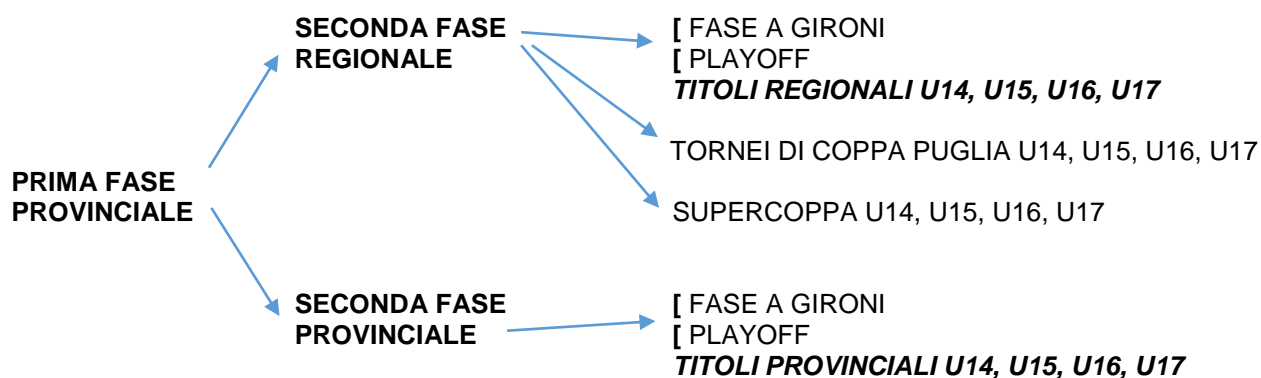 PRIMA FASE
PROVINCIALE
SECONDA FASE
REGIONALE
[ FASE A GIRONI
[ PLAYOFF
TITOLI REGIONALI U14, U15, U16, U17
TORNEI DI COPPA PUGLIA U14, U15, U16, U17
SUPERCOPPA U14, U15, U16, U17
SECONDA FASE
PROVINCIALE
[ FASE A GIRONI
[ PLAYOFF
TITOLI PROVINCIALI U14, U15, U16, U17